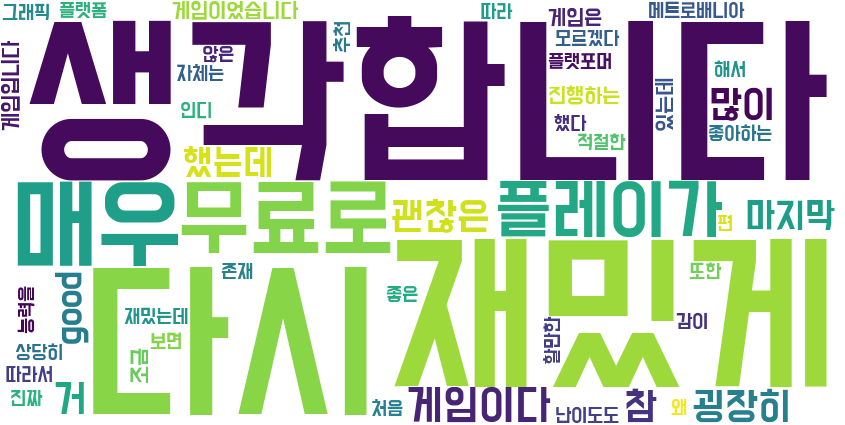 그래픽
플랫폼
게임이었습니다
따라
게임은
메트로배니아
게임입니다
않은
추천
모르겠다
자체는
플랫포머
해서
생각합니다
인디
진행하는
있는데
많이
했다
좋아하는
적절한
했는데
매우
무료로
괜찮은
플레이가
편
마지막
다시
재밌게
존재
또한
능력을
good
재밌는데
좋은
보면
조금
할만한
감이
상당히
따라서
진짜
거
처음
게임이다
난이도도
참
왜
굉장히